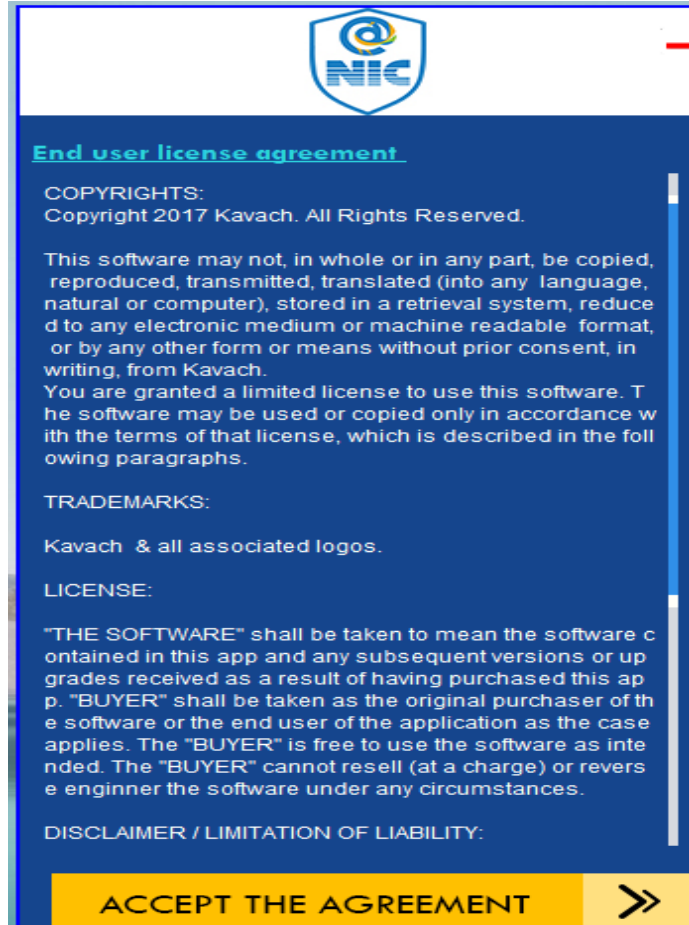 @
NIC
End user license agreement
COPYRIGHTS:
Copyright 2017 Kavach. All Rights Reserved.
This software may not, in whole or in any part, be copied,
reproduced, transmitted, translated (into any language,
natural or computer), stored in a retrieval system, reduce
d to any electronic medium or machine readable format,
or by any other form or means without prior consent, in
writing, from Kavach.
You are granted a limited license to use this software. T
he software may be used or copied only in accordance w
ith the terms of that license, which is described in the foll
owing paragraphs.
TRADEMARKS:
Kavach & all associated logos.
LICENSE:
"THE SOFTWARE" shall be taken to mean the software c
ontained in this app and any subsequent versions or up
grades received as a result of having purchased this ap
p. "BUYER" shall be taken as the original purchaser of th
e software or the end user of the application as the case
applies. The "BUYER" is free to use the software as inte
nded. The "BUYER" cannot resell (at a charge) or revers
e enginner the software under any circumstances.
DISCLAIMER / LIMITATION OF LIABILITY:
ACCEPT THE AGREEMENT